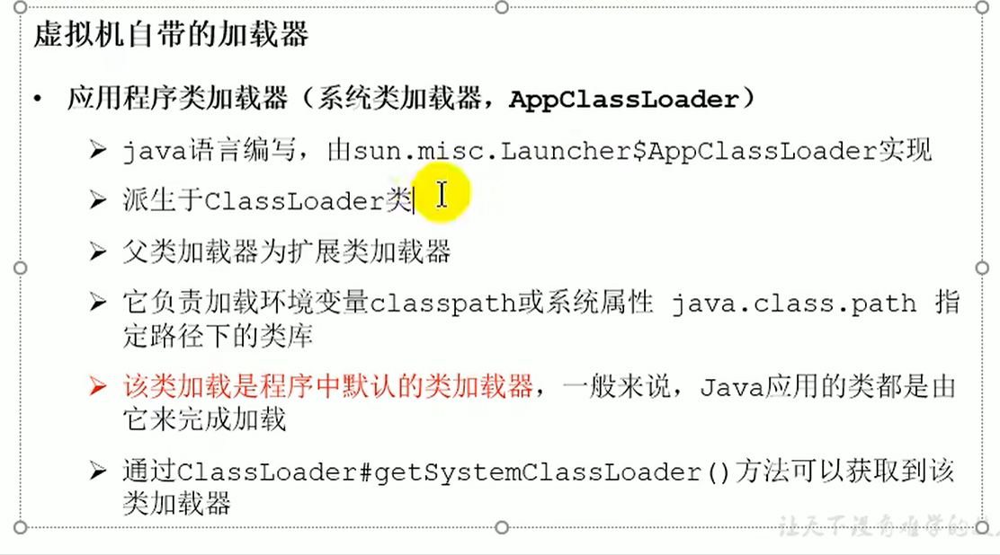 虚拟机自带的加载器
• 应用程序类加载器（系统类加载器，AppClassLoader）
➢ java语言编写，由sun.misc.Launcher$AppClassLoader实现
➢ 派生于ClassLoader类
➢ 父类加载器为扩展类加载器
➢ 它负责加载环境变量classpath或系统属性 java.class.path 指
定路径下的类库
➢ 该类加载是程序中默认的类加载器，一般来说，Java应用的类都是由
它来完成加载
➢ 通过ClassLoader#getSystemClassLoader()方法可以获取到该
类加载器
让天下没有难学的技